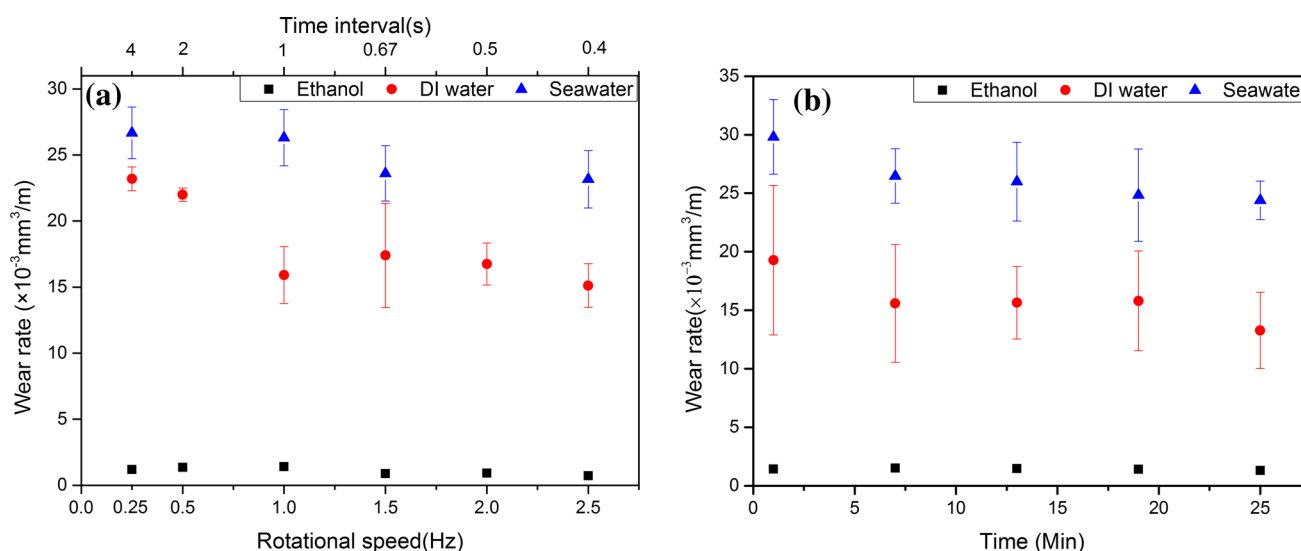 Time interval(s)
4 2 1 0.67 0.5 0.4
(a)
Ethanol DI water Seawater
Wear rate (×10⁻³mm³/m)
30
25
20
15
10
5
0
0.0 0.25 0.5 1.0 1.5 2.0 2.5
Rotational speed(Hz)
(b)
Ethanol DI water Seawater
Wear rate(×10⁻³mm³/m)
35
30
25
20
15
10
5
0
0 5 10 15 20 25
Time (Min)